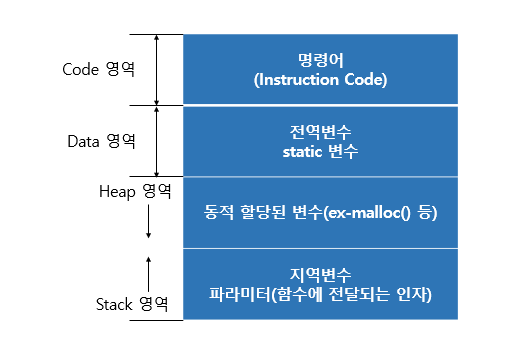 Code 영역
명령어
(Instruction Code)
Data 영역
전역변수
static 변수
Heap 영역
동적 할당된 변수(ex-malloc() 등)
Stack 영역
지역변수
파라미터(함수에 전달되는 인자)